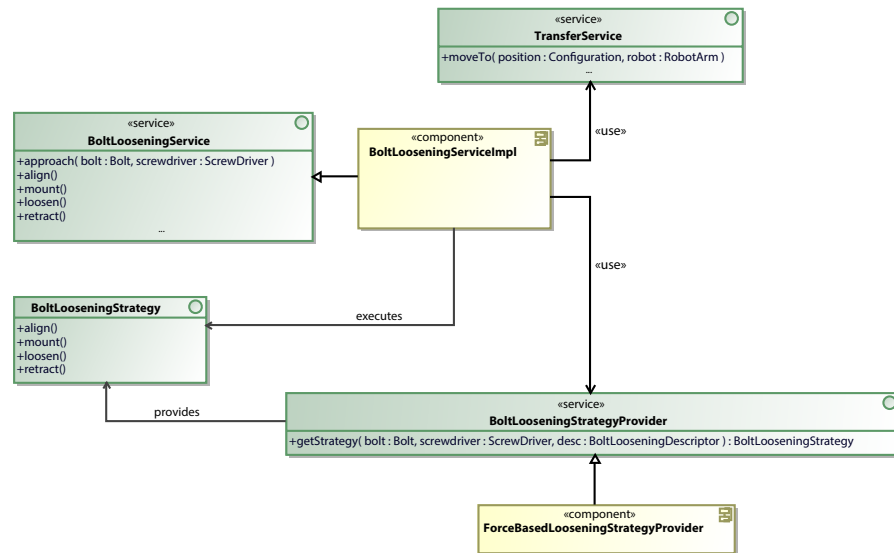 «service»
TransferService
+moveTo( position : Configuration, robot : RobotArm )
...
«service»
BoltLooseningService
+approach( bolt : Bolt, screwdriver : ScrewDriver )
+align()
+mount()
+loosen()
+retract()
...
«component»
BoltLooseningServiceImpl
«use»
«use»
BoltLooseningStrategy
+align()
+mount()
+loosen()
+retract()
executes
provides
«service»
BoltLooseningStrategyProvider
+getStrategy( bolt : Bolt, screwdriver : ScrewDriver, desc : BoltLooseningDescriptor ) : BoltLooseningStrategy
«component»
ForceBasedLooseningStrategyProvider